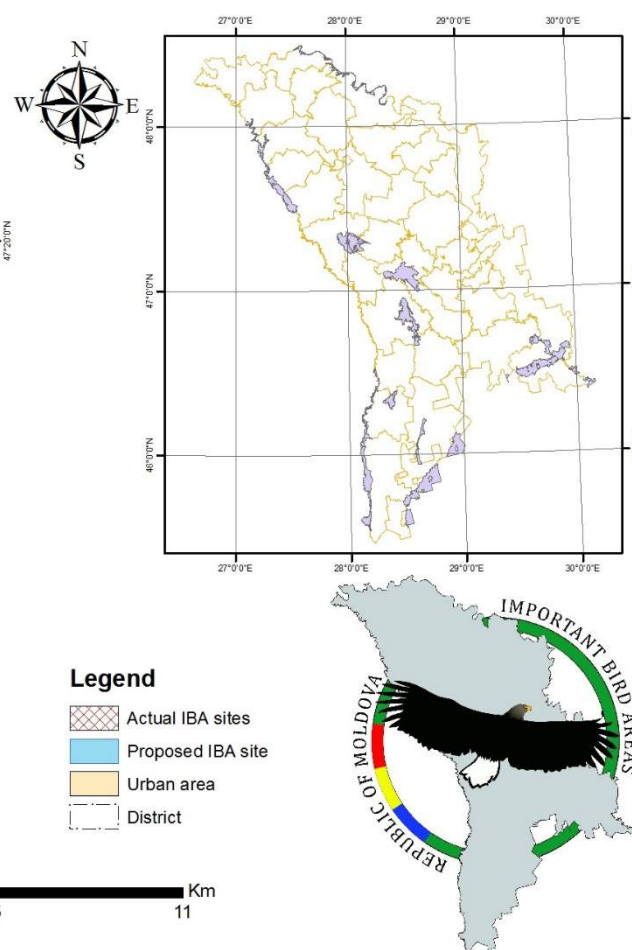 27°0'0"E 28°0'0"E 29°0'0"E 30°0'0"E
N
W E
S
48°0'0"N
47°20'0"N
47°0'0"N
46°0'0"N
27°0'0"E 28°0'0"E 29°0'0"E 30°0'0"E
IMPORTANT BIRD AREAS
REPUBLIC OF MOLDOVA
Legend
Actual IBA sites
Proposed IBA site
Urban area
District
Km
11